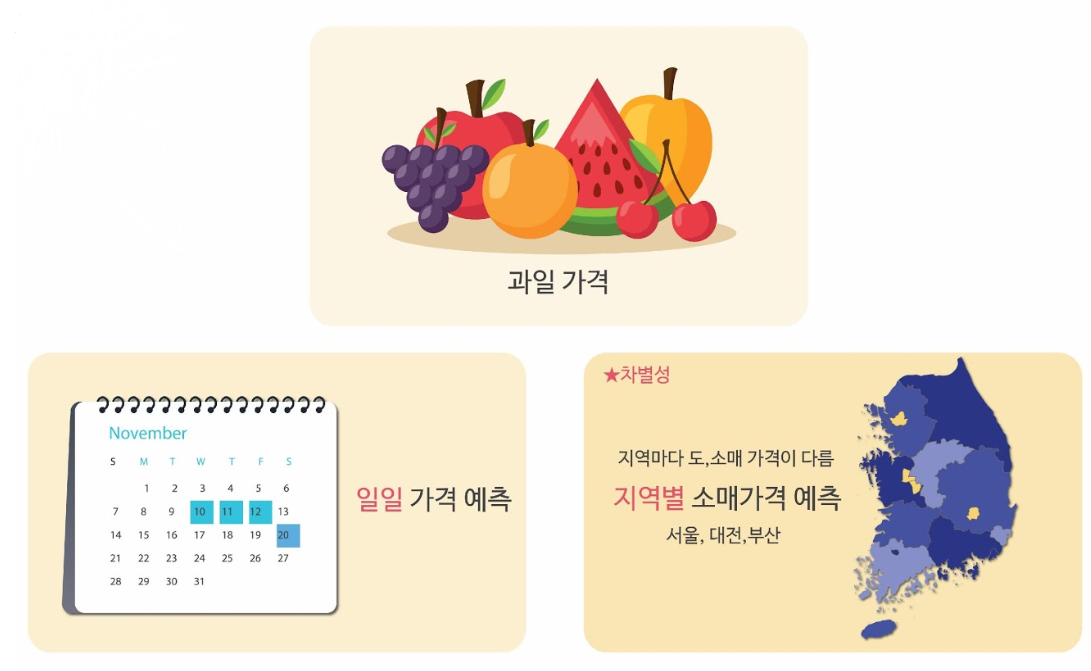 과일 가격
November
S M T W T F S
1 2 3 4 5 6
7 8 9 10 11 12 13
14 15 16 17 18 19 20
21 22 23 24 25 26 27
28 29 30 31
일일 가격 예측
★차별성
지역마다 도,소매 가격이 다름
지역별 소매가격 예측
서울, 대전,부산